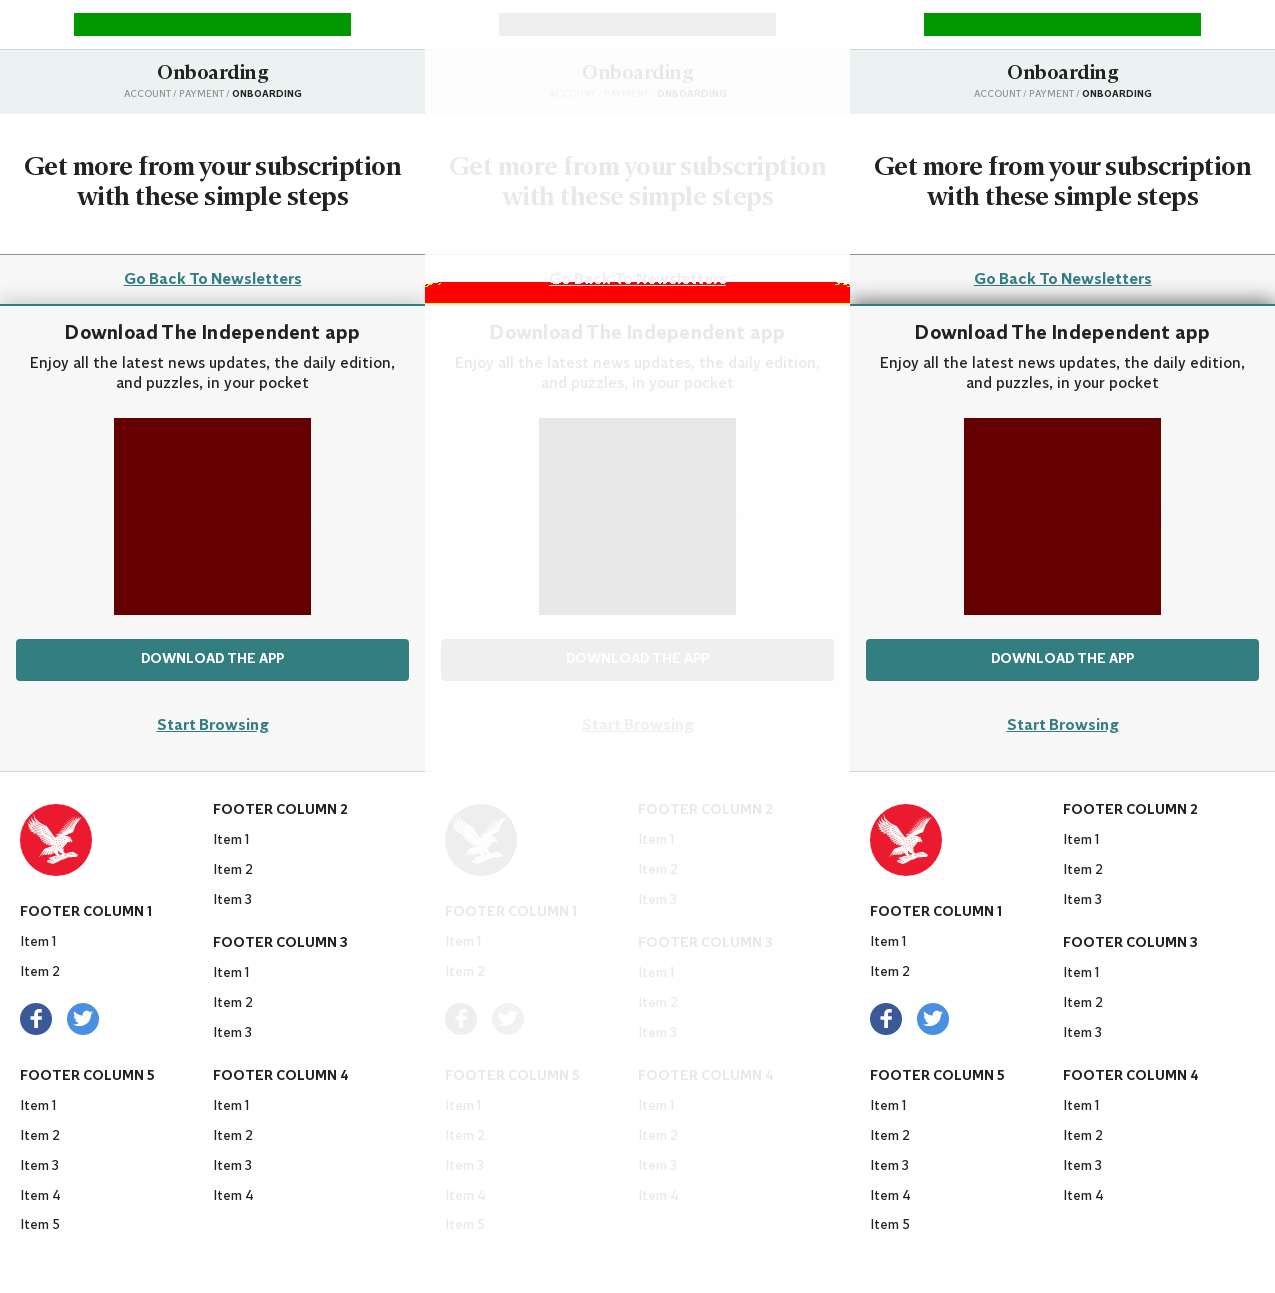 Onboarding
ACCOUNT / PAYMENT / ONBOARDING
Get more from your subscription
with these simple steps
Go Back To Newsletters
Download The Independent app
Enjoy all the latest news updates, the daily edition,
and puzzles, in your pocket
DOWNLOAD THE APP
Start Browsing
FOOTER COLUMN 1
Item 1
Item 2
FOOTER COLUMN 5
Item 1
Item 2
Item 3
Item 4
Item 5
FOOTER COLUMN 2
Item 1
Item 2
Item 3
FOOTER COLUMN 3
Item 1
Item 2
Item 3
FOOTER COLUMN 4
Item 1
Item 2
Item 3
Item 4
Onboarding
ACCOUNT / PAYMENT / ONBOARDING
Get more from your subscription
with these simple steps
Go Back To Newsletters
Download The Independent app
Enjoy all the latest news updates, the daily edition,
and puzzles, in your pocket
DOWNLOAD THE APP
Start Browsing
FOOTER COLUMN 1
Item 1
Item 2
FOOTER COLUMN 5
Item 1
Item 2
Item 3
Item 4
Item 5
FOOTER COLUMN 2
Item 1
Item 2
Item 3
FOOTER COLUMN 3
Item 1
Item 2
Item 3
FOOTER COLUMN 4
Item 1
Item 2
Item 3
Item 4
Onboarding
ACCOUNT / PAYMENT / ONBOARDING
Get more from your subscription
with these simple steps
Go Back To Newsletters
Download The Independent app
Enjoy all the latest news updates, the daily edition,
and puzzles, in your pocket
DOWNLOAD THE APP
Start Browsing
FOOTER COLUMN 1
Item 1
Item 2
FOOTER COLUMN 5
Item 1
Item 2
Item 3
Item 4
Item 5
FOOTER COLUMN 2
Item 1
Item 2
Item 3
FOOTER COLUMN 3
Item 1
Item 2
Item 3
FOOTER COLUMN 4
Item 1
Item 2
Item 3
Item 4